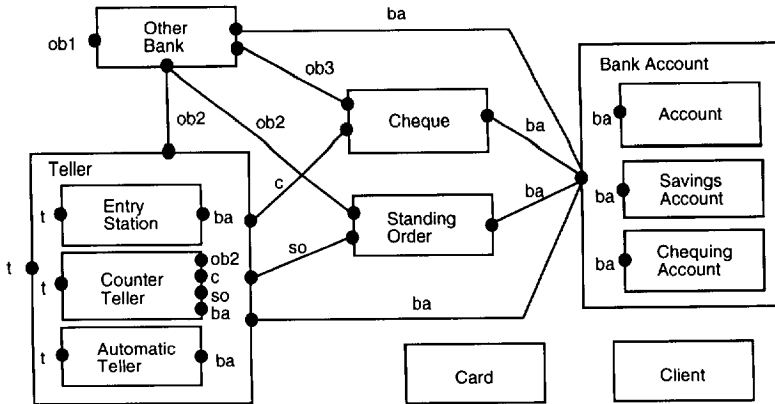 ba
Other
Bank
ob1
ob3
Bank Account
ob2
ob2
Cheque
ba
ba
Account
Teller
c
ba
Entry
Station
t
ba
Standing
Order
ba
Savings
Account
so
t
t
Counter
Teller
ob2
c
so
ba
ba
Chequing
Account
ba
t
Automatic
Teller
ba
Card
Client